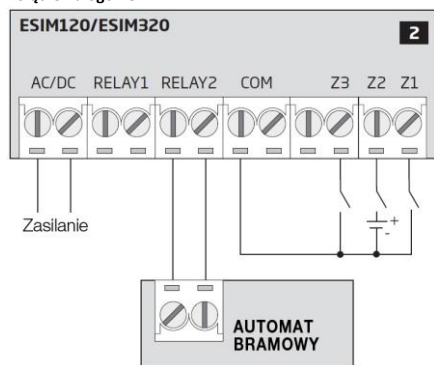 ESIM120/ESIM320
2
AC/DC RELAY1 RELAY2 COM Z3 Z2 Z1
Zasilanie
+
-
AUTOMAT
BRAMOWY